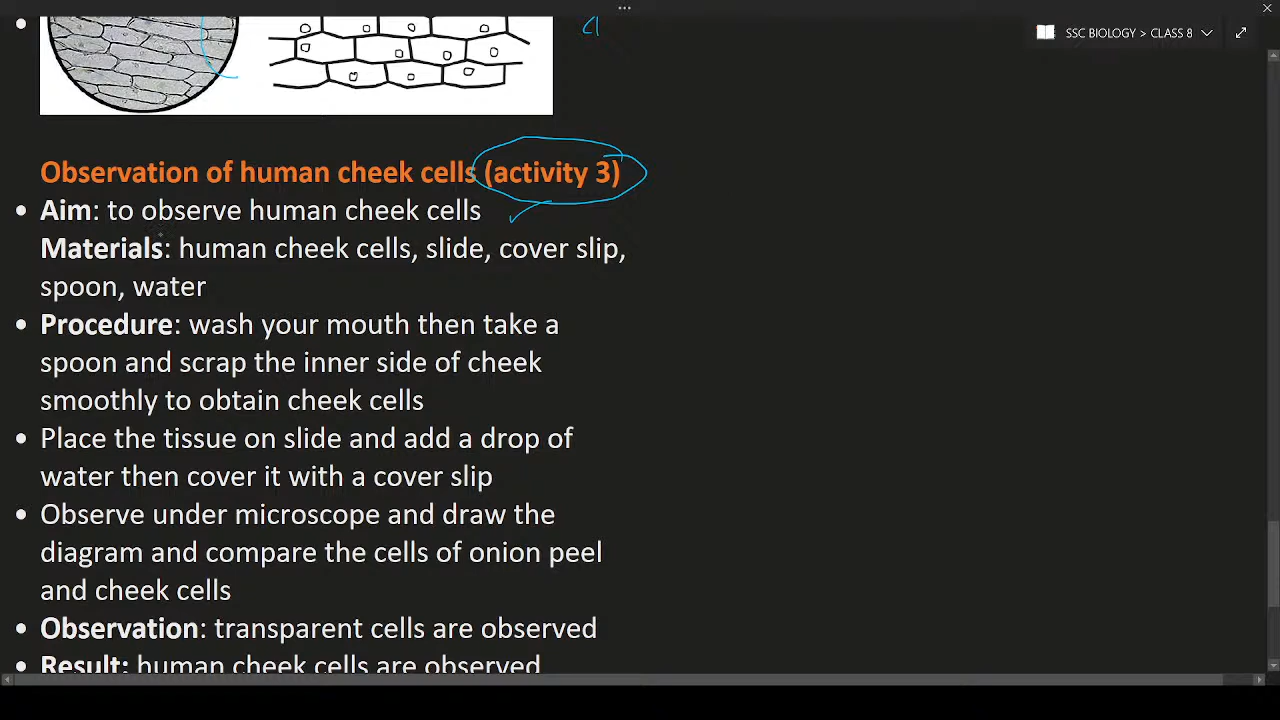 SSC BIOLOGY > CLASS 8
Observation of human cheek cells (activity 3)
Aim: to observe human cheek cells
Materials: human cheek cells, slide, cover slip,
spoon, water
Procedure: wash your mouth then take a
spoon and scrap the inner side of cheek
smoothly to obtain cheek cells
Place the tissue on slide and add a drop of
water then cover it with a cover slip
Observe under microscope and draw the
diagram and compare the cells of onion peel
and cheek cells
Observation: transparent cells are observed
Result: human cheek cells are observed